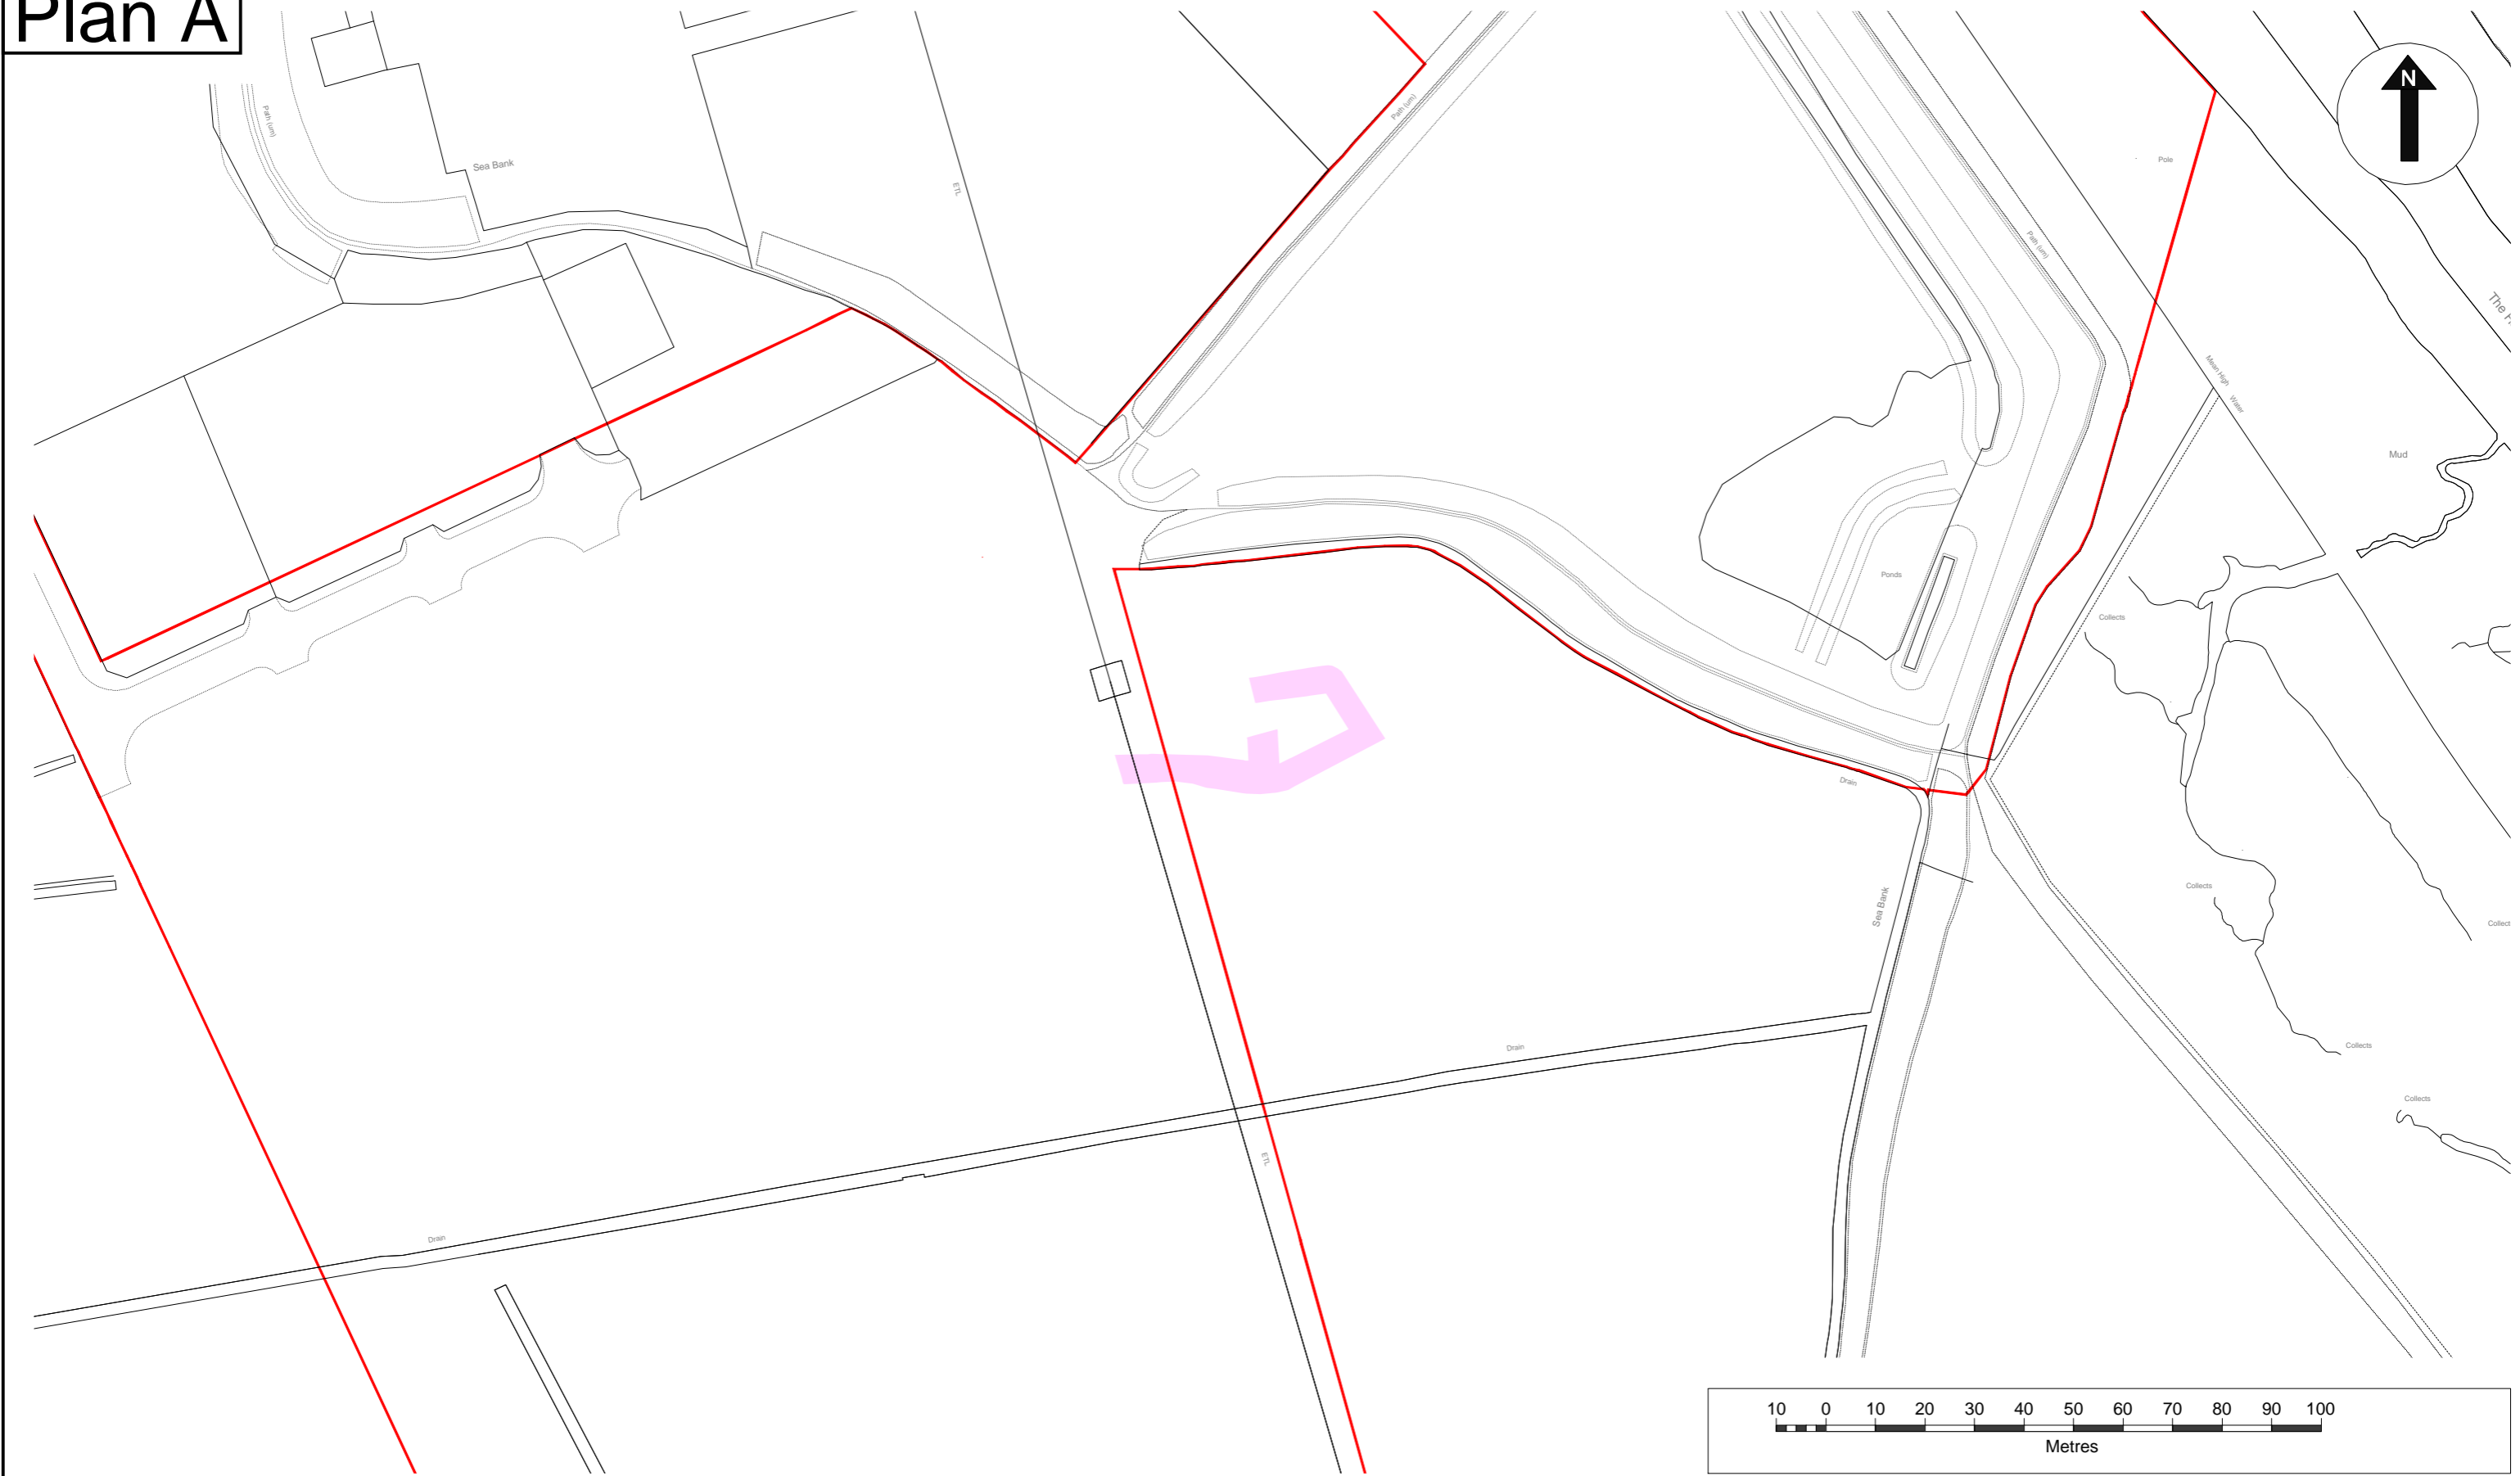 Plan A
N
Path (um)
Sea Bank
Path (um)
Pole
ETL
Path (um)
The
Mean High
Water
Mud
Ponds
Collects
Drain
Collects
Sea Bank
Collect
Drain
Collects
Collects
ETL
Drain
10 0 10 20 30 40 50 60 70 80 90 100
Metres